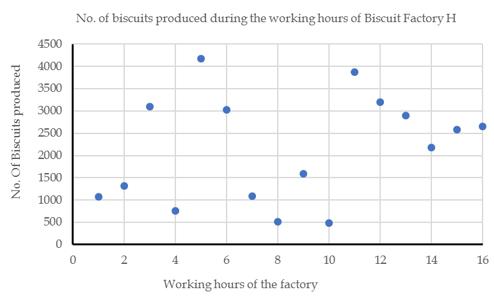 No. of biscuits produced during the working hours of Biscuit Factory H
No. Of Biscuits produced
4500
4000
3500
3000
2500
2000
1500
1000
500
0
0 2 4 6 8 10 12 14 16
Working hours of the factory